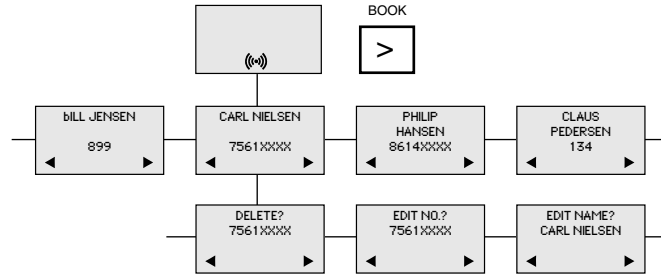 BOOK
>
bILL JENSEN
899
CARL NIELSEN
7561XXXX
PHILIP
HANSEN
8614XXXX
CLAUS
PEDERSEN
134
DELETE?
7561XXXX
EDIT NO.?
7561XXXX
EDIT NAME?
CARL NIELSEN